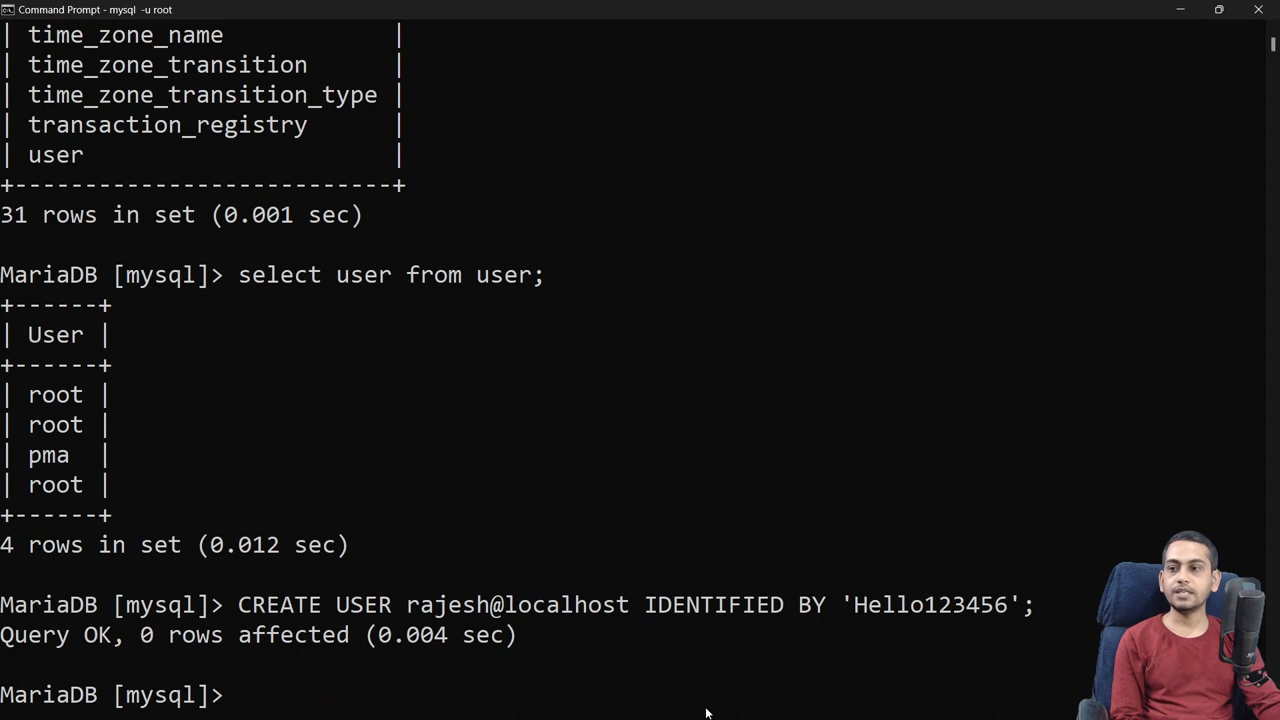 Command Prompt - mysql -u root
| time_zone_name |
| time_zone_transition |
| time_zone_transition_type |
| transaction_registry |
| user |
+---------------------------+
31 rows in set (0.001 sec)
MariaDB [mysql]> select user from user;
+------+
| User |
+------+
| root |
| root |
| pma |
| root |
+------+
4 rows in set (0.012 sec)
MariaDB [mysql]> CREATE USER rajesh@localhost IDENTIFIED BY 'Hello123456';
Query OK, 0 rows affected (0.004 sec)
MariaDB [mysql]>